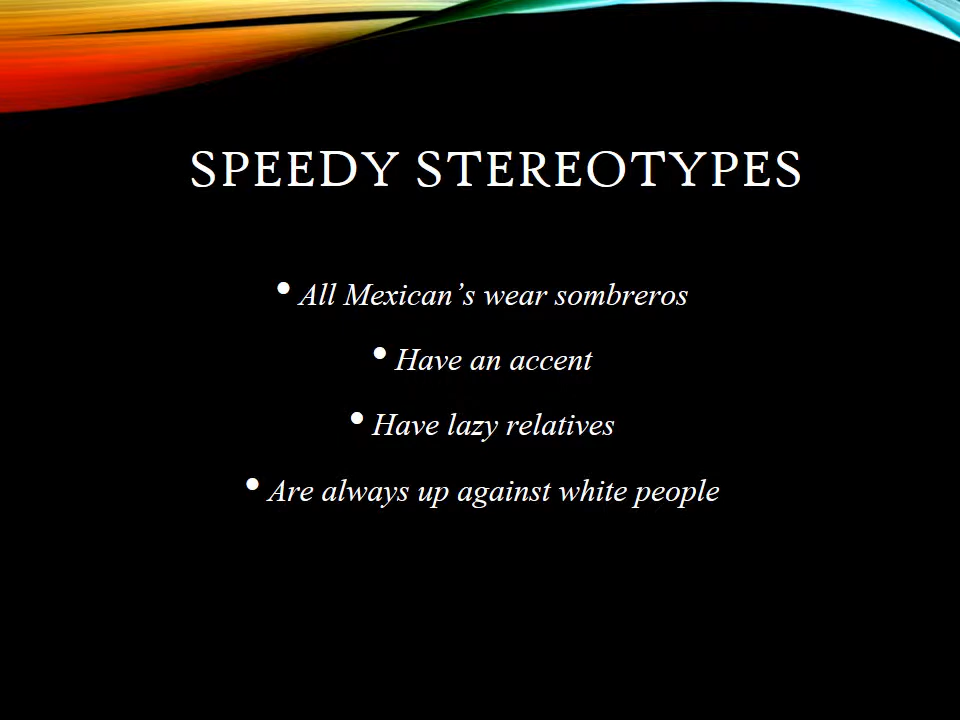 SPEEDY STEREOTYPES
• All Mexican’s wear sombreros
• Have an accent
• Have lazy relatives
• Are always up against white people